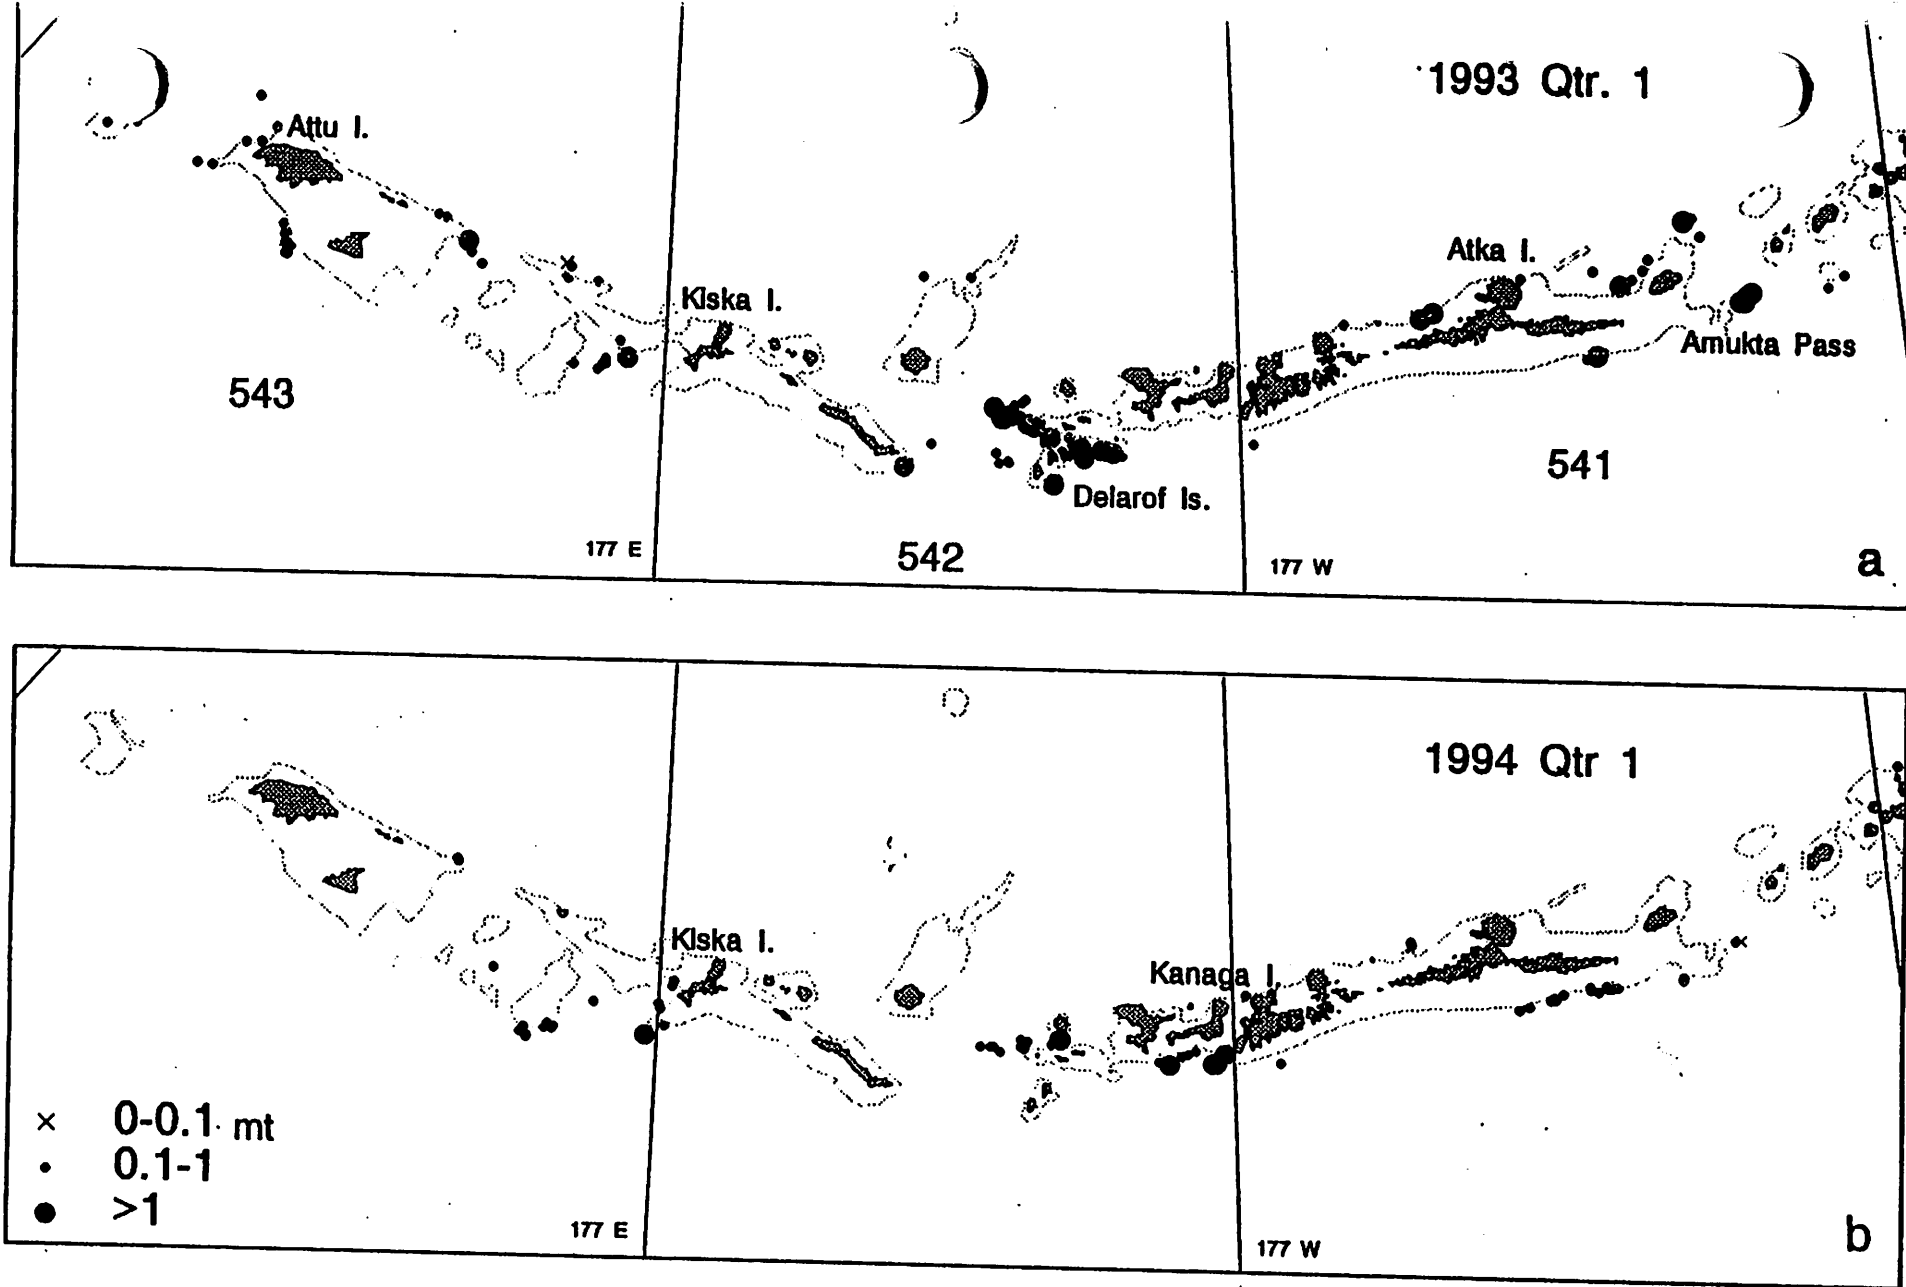 1993 Qtr. 1
Attu I.
Atka I.
Kiska I.
Amukta Pass
543
541
Delarof Is.
177 E
542
177 W
a
1994 Qtr 1
Kiska I.
Kanaga I.
× 0-0.1 mt
• 0.1-1
● >1
177 E
177 W
b